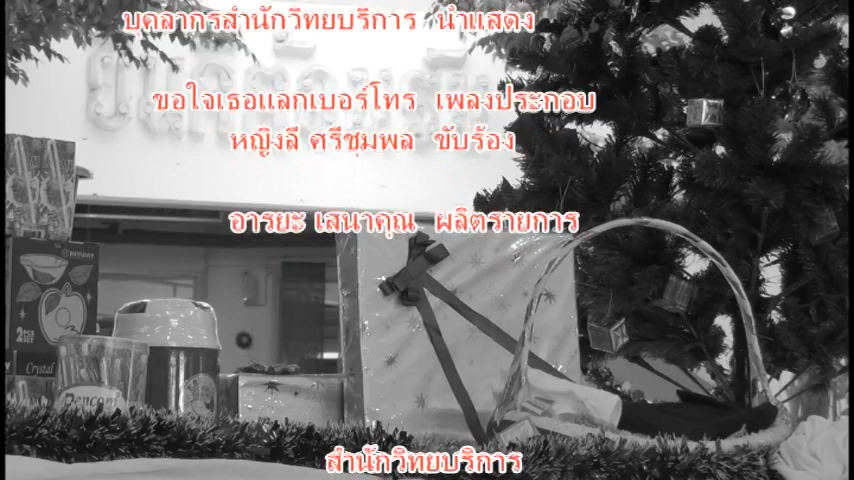 บุคลากรสำนักวิทยบริการ นำแสดง
ขอใจเธอแลกเบอร์โทร เพลงประกอบ
หญิงลี ศรีชุมพล ขับร้อง
อารยะ เสนาคุณ ผลิตรายการ
2PCS
SET
Crystal
สำนักวิทยบริการ